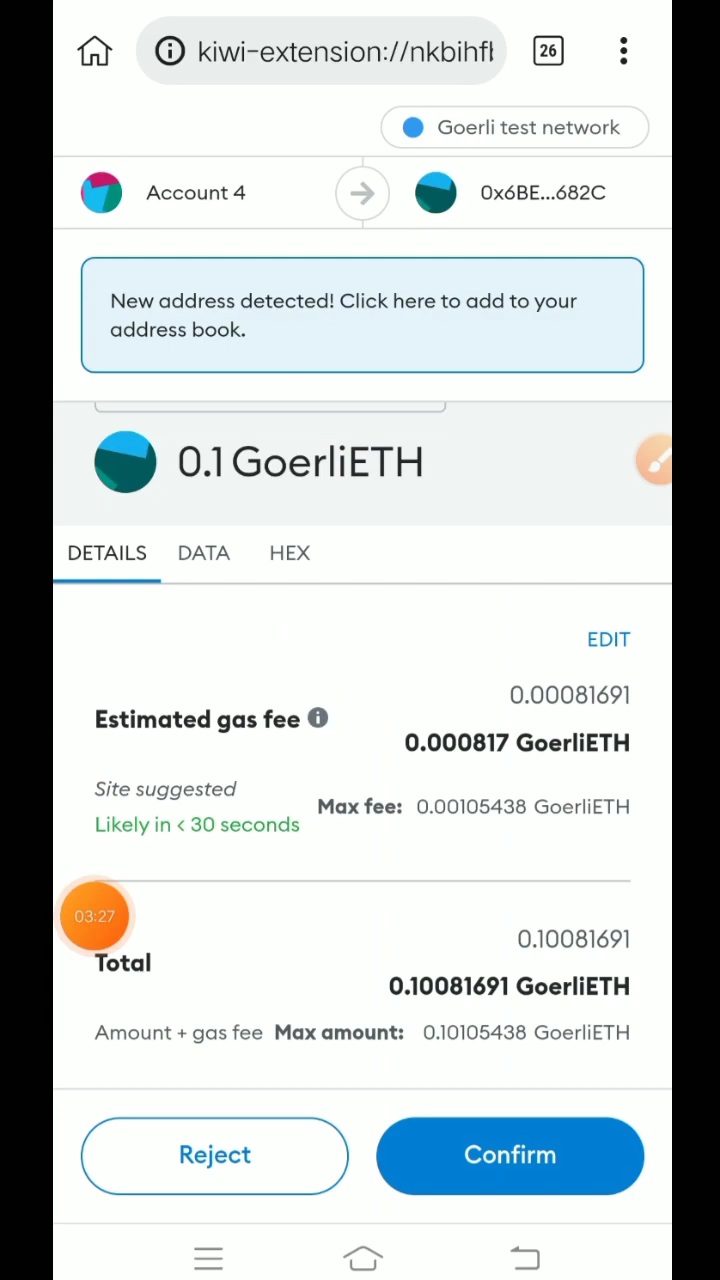 kiwi-extension://nkbihf
26
Goerli test network
Account 4
0x6BE...682C
New address detected! Click here to add to your
address book.
0.1 GoerliETH
DETAILS DATA HEX
EDIT
0.00081691
Estimated gas fee
0.000817 GoerliETH
Site suggested
Max fee: 0.00105438 GoerliETH
Likely in < 30 seconds
03:27
0.10081691
Total
0.10081691 GoerliETH
Amount + gas fee Max amount: 0.10105438 GoerliETH
Reject
Confirm